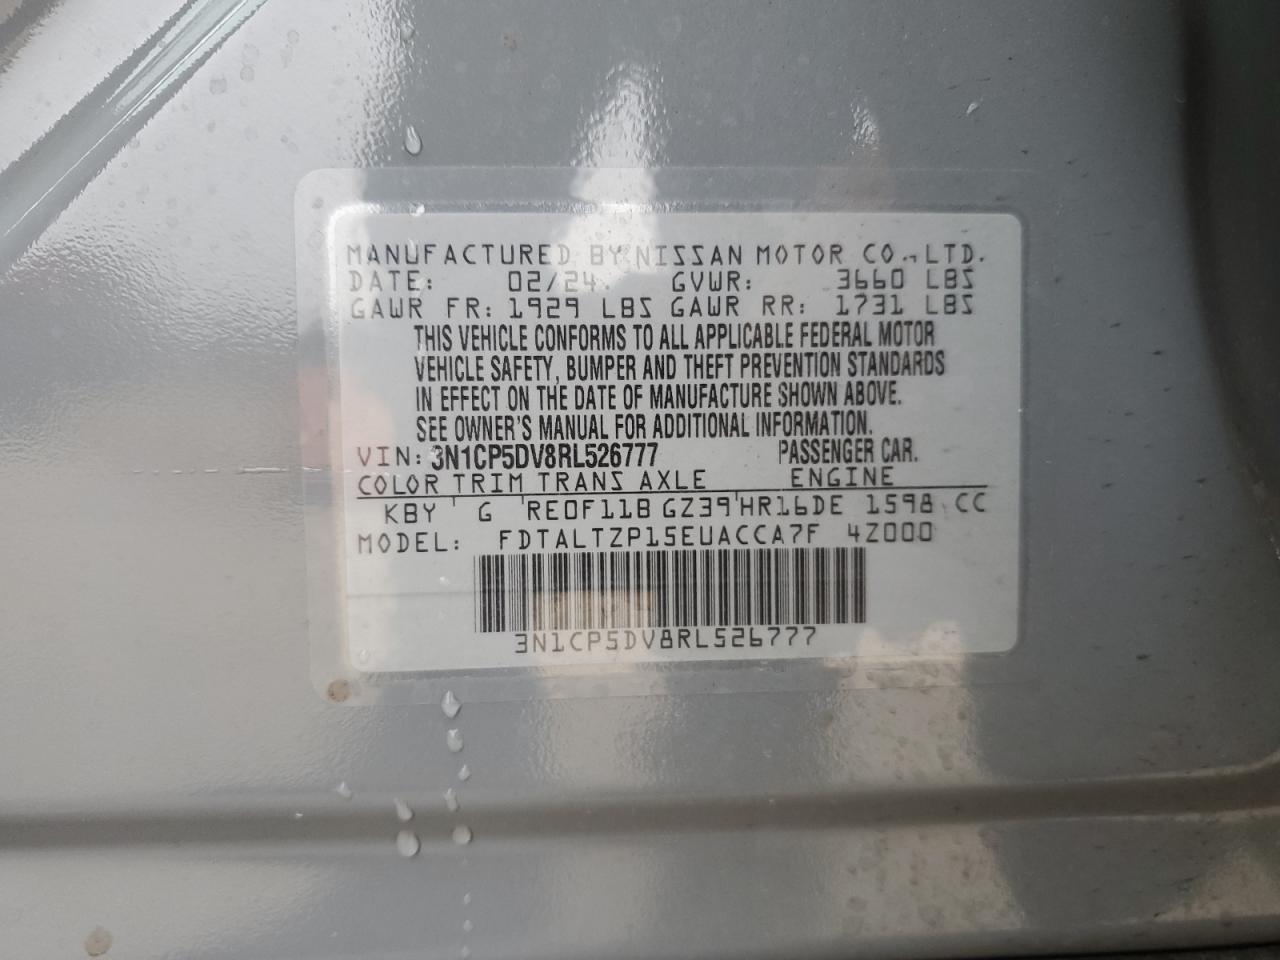 MANUFACTURED BY NISSAN MOTOR CO., LTD.
DATE: 02/24 GVWR: 3660 LBS
GAWR FR: 1929 LBS GAWR RR: 1731 LBS
THIS VEHICLE CONFORMS TO ALL APPLICABLE FEDERAL MOTOR
VEHICLE SAFETY, BUMPER AND THEFT PREVENTION STANDARDS
IN EFFECT ON THE DATE OF MANUFACTURE SHOWN ABOVE.
SEE OWNER'S MANUAL FOR ADDITIONAL INFORMATION.
VIN: 3N1CP5DV8RL526777 PASSENGER CAR.
COLOR TRIM TRANS AXLE ENGINE
KBY G RE0F11B GZ39 HR16DE 1598 CC
MODEL: FDTALTZP15EUACCA7F 4Z000
3N1CP5DV8RL526777